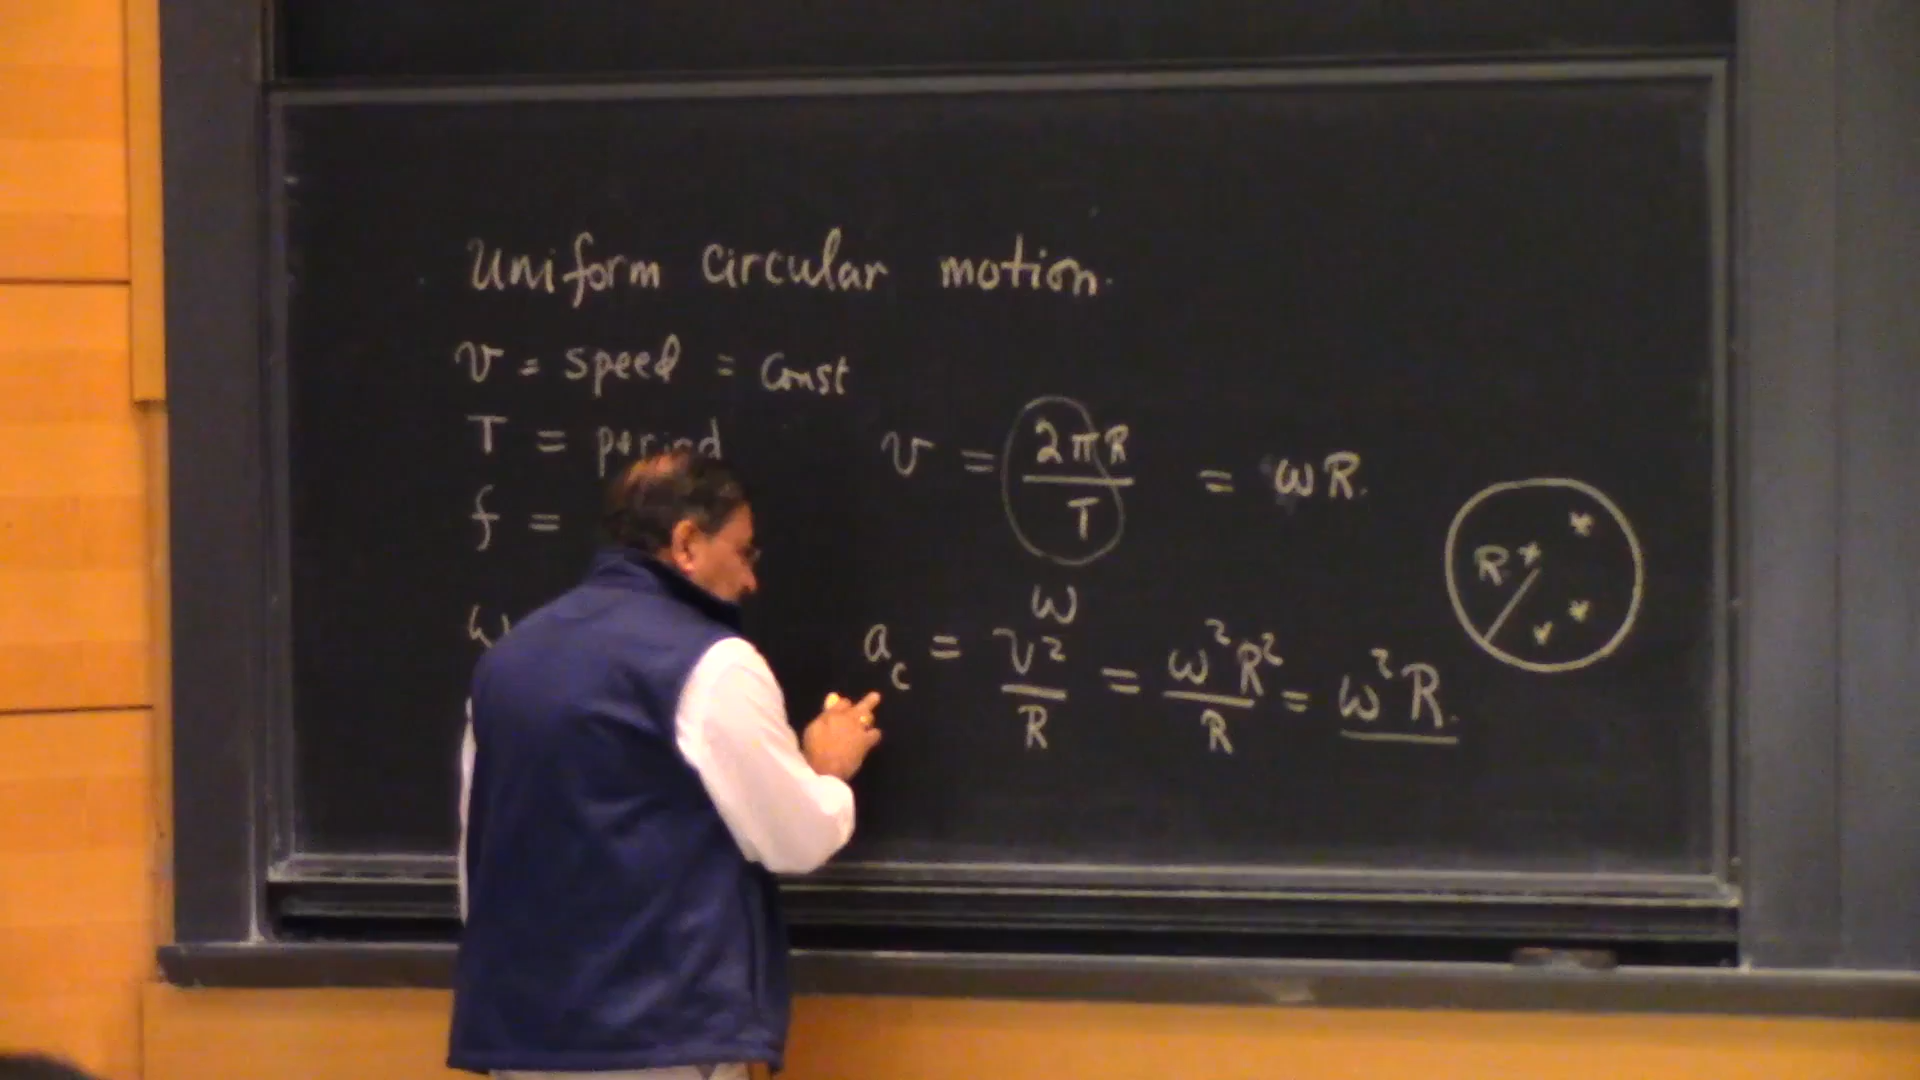 Uniform circular motion.
v = speed = const
T = period
v = 2πR / T = ωR.
f =
ω
ω
a_c = v² / R = ω²R² / R = ω²R.
R